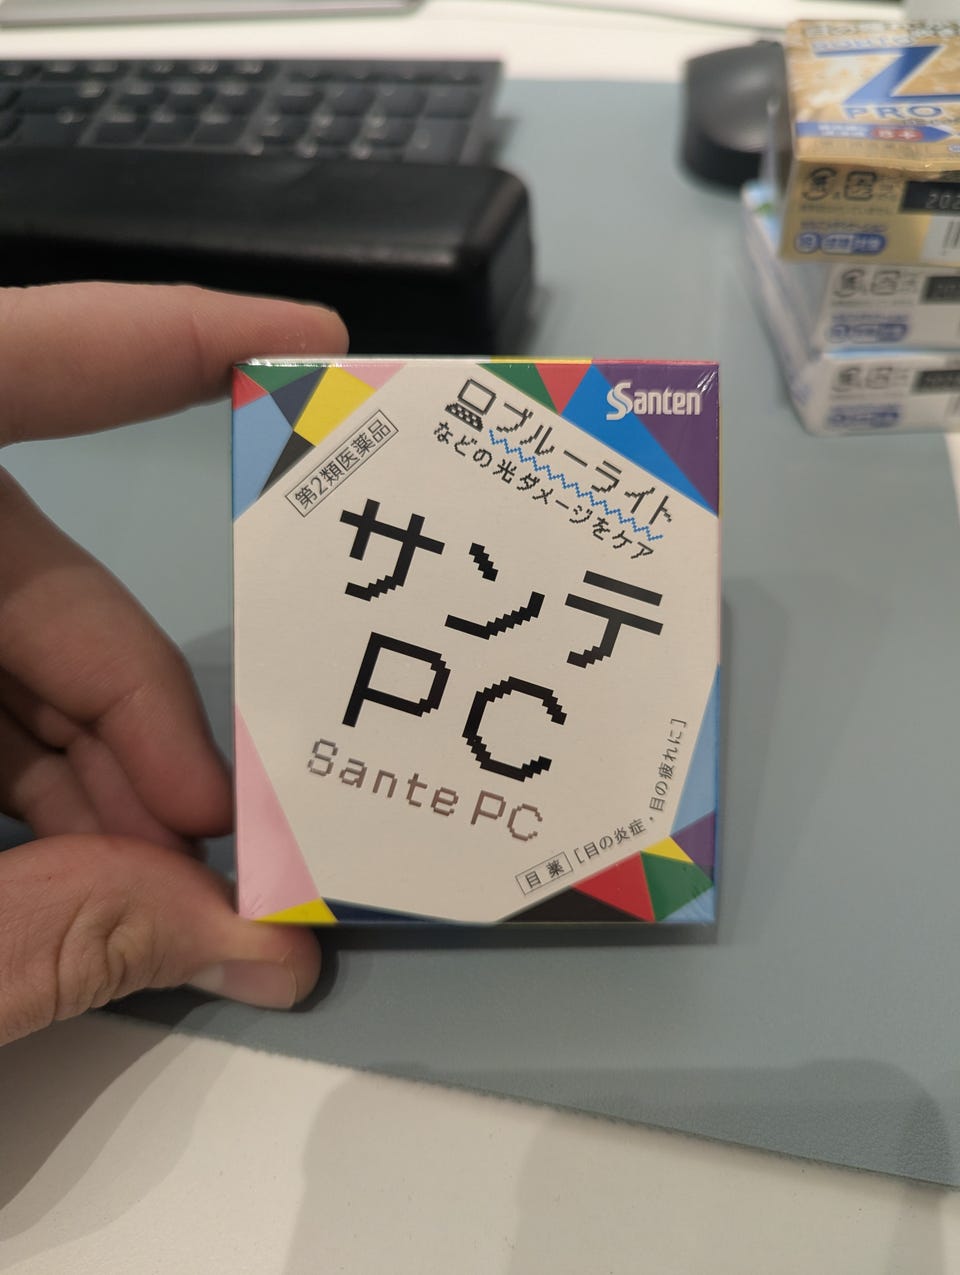 Santen
ブルーライト
などの光ダメージをケア
第2類医薬品
サンテ
PC
Sante PC
目薬 [目の炎症・目の疲れに]
Z
PRO